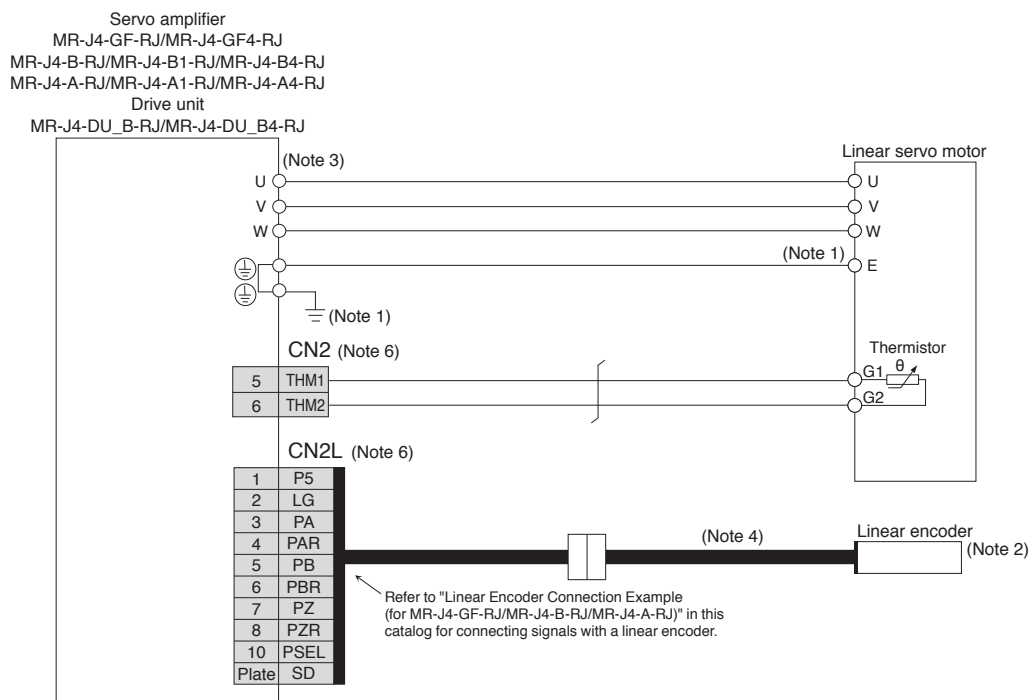 Servo amplifier
MR-J4-GF-RJ/MR-J4-GF4-RJ
MR-J4-B-RJ/MR-J4-B1-RJ/MR-J4-B4-RJ
MR-J4-A-RJ/MR-J4-A1-RJ/MR-J4-A4-RJ
Drive unit
MR-J4-DU_B-RJ/MR-J4-DU_B4-RJ
(Note 3)
Linear servo motor
U U
V V
W W
(Note 1)
E
(Note 1)
CN2 (Note 6)
Thermistor
θ
5 THM1 G1
6 THM2 G2
CN2L (Note 6)
1 P5
2 LG
3 PA
4 PAR
5 PB
6 PBR
7 PZ
8 PZR
10 PSEL
Plate SD
(Note 4)
Linear encoder
(Note 2)
Refer to "Linear Encoder Connection Example
(for MR-J4-GF-RJ/MR-J4-B-RJ/MR-J4-A-RJ)" in this
catalog for connecting signals with a linear encoder.